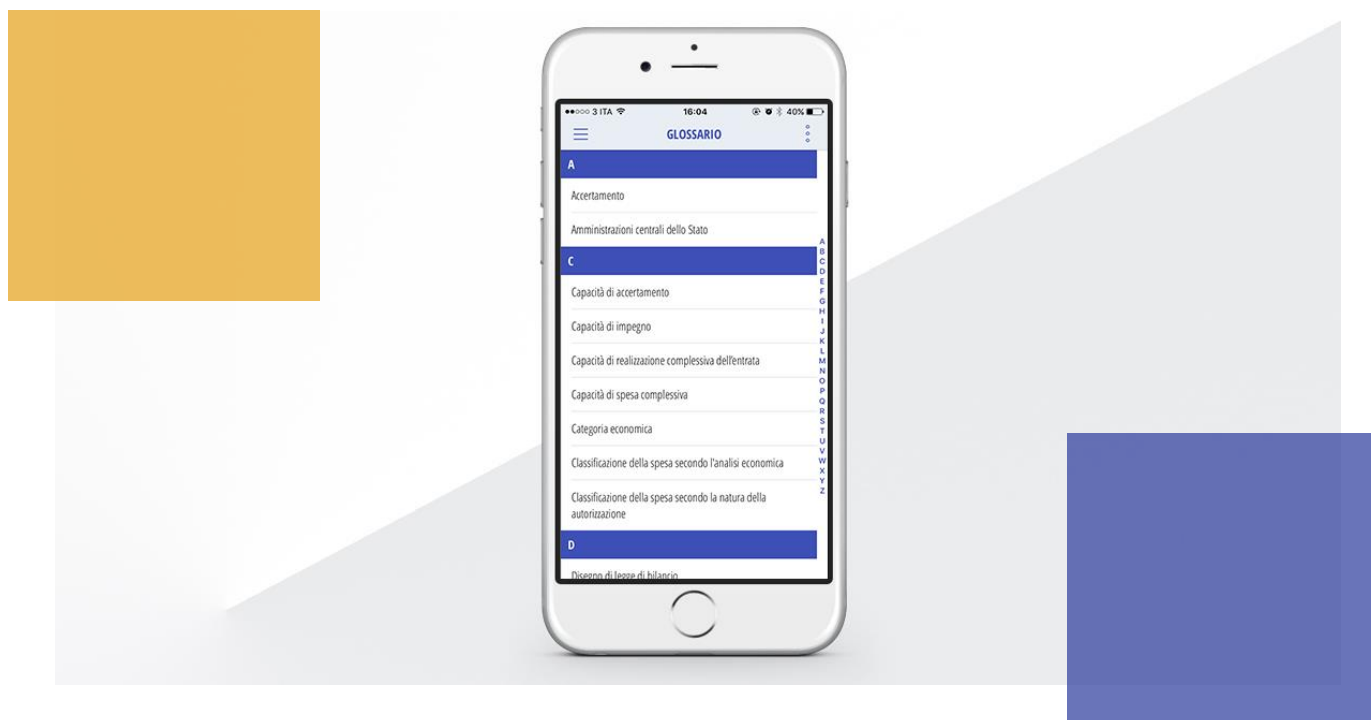 3 ITA 16:04 40%
GLOSSARIO
A
Accertamento
Amministrazioni centrali dello Stato
C
Capacità di accertamento
Capacità di impegno
Capacità di realizzazione complessiva dell'entrata
Capacità di spesa complessiva
Categoria economica
Classificazione della spesa secondo l'analisi economica
Classificazione della spesa secondo la natura della
autorizzazione
D
Disegno di legge di bilancio
A
B
C
D
E
F
G
H
I
J
K
L
M
N
O
P
Q
R
S
T
U
V
W
X
Y
Z